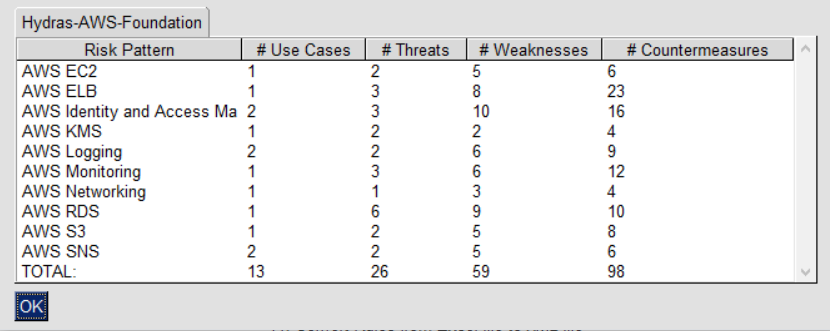 Hydras-AWS-Foundation
Risk Pattern # Use Cases # Threats # Weaknesses # Countermeasures
AWS EC2 1 2 5 6
AWS ELB 1 3 8 23
AWS Identity and Access Ma 2 3 10 16
AWS KMS 1 2 2 4
AWS Logging 2 2 6 9
AWS Monitoring 1 3 6 12
AWS Networking 1 1 3 4
AWS RDS 1 6 9 10
AWS S3 1 2 5 8
AWS SNS 2 2 5 6
TOTAL: 13 26 59 98
OK